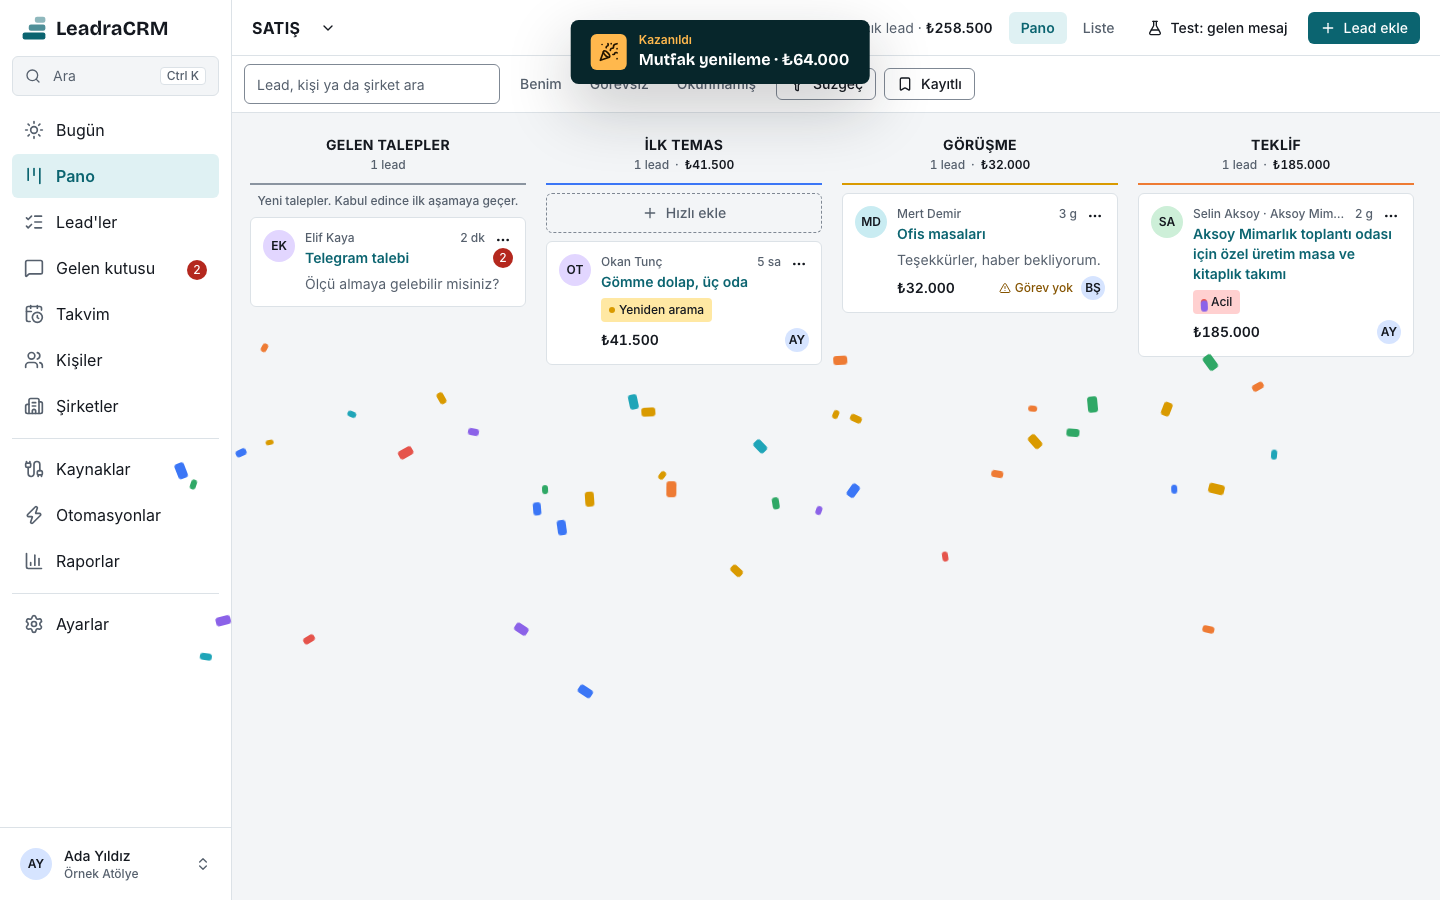 LeadraCRM
Ara
Ctrl K
Bugün
Pano
Lead'ler
Gelen kutusu
2
Takvim
Kişiler
Şirketler
Kaynaklar
Otomasyonlar
Raporlar
Ayarlar
AY
Ada Yıldız
Örnek Atölye
SATIŞ
Kazanıldı
Mutfak yenileme · ₺64.000
lead · ₺258.500
Pano
Liste
Test: gelen mesaj
Lead ekle
Lead, kişi ya da şirket ara
Benim
Görevsiz
Okunmamış
Süzgeç
Kayıtlı
GELEN TALEPLER
1 lead
Yeni talepler. Kabul edince ilk aşamaya geçer.
EK
Elif Kaya
2 dk
Telegram talebi
2
Ölçü almaya gelebilir misiniz?
İLK TEMAS
1 lead · ₺41.500
Hızlı ekle
OT
Okan Tunç
5 sa
Gömme dolap, üç oda
Yeniden arama
₺41.500
AY
GÖRÜŞME
1 lead · ₺32.000
MD
Mert Demir
3 g
Ofis masaları
Teşekkürler, haber bekliyorum.
₺32.000
Görev yok
BŞ
TEKLİF
1 lead · ₺185.000
SA
Selin Aksoy · Aksoy Mim...
2 g
Aksoy Mimarlık toplantı odası
için özel üretim masa ve
kitaplık takımı
Acil
₺185.000
AY